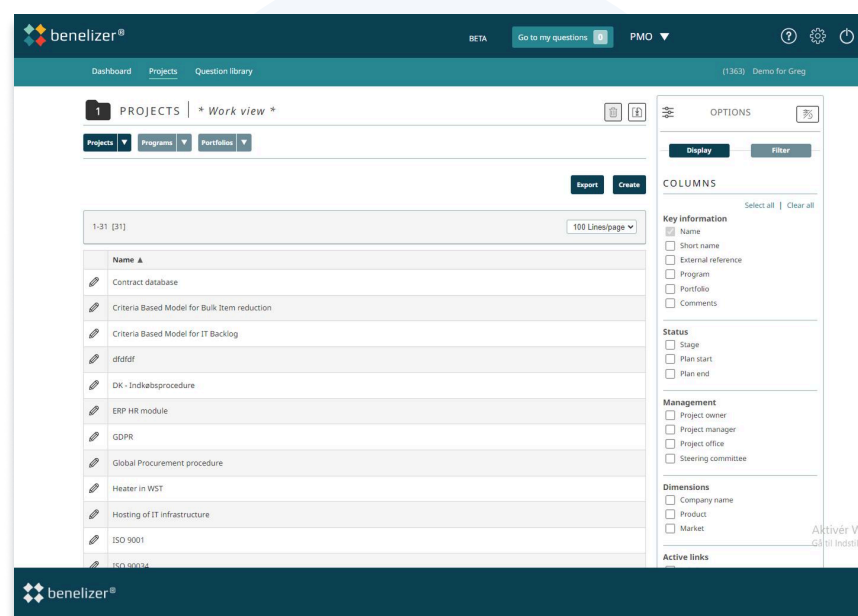 benelizer®
BETA
Go to my questions 0
PMO ▼
?
Dashboard Projects Question library
(1363) Demo for Greg
1 PROJECTS | * Work view *
OPTIONS
Projects ▼ Programs ▼ Portfolios ▼
Display Filter
Export Create
COLUMNS
Select all | Clear all
1-31 [31]
100 Lines/page
Name ▲
Contract database
Criteria Based Model for Bulk Item reduction
Criteria Based Model for IT Backlog
dfdfdf
DK - Indkøbsprocedure
ERP HR module
GDPR
Global Procurement procedure
Heater in WST
Hosting of IT infrastructure
ISO 9001
ISO 90034
Key information
Name
Short name
External reference
Program
Portfolio
Comments
Status
Stage
Plan start
Plan end
Management
Project owner
Project manager
Project office
Steering committee
Dimensions
Company name
Product
Market
Active links
Aktivér
Gå til
benelizer®